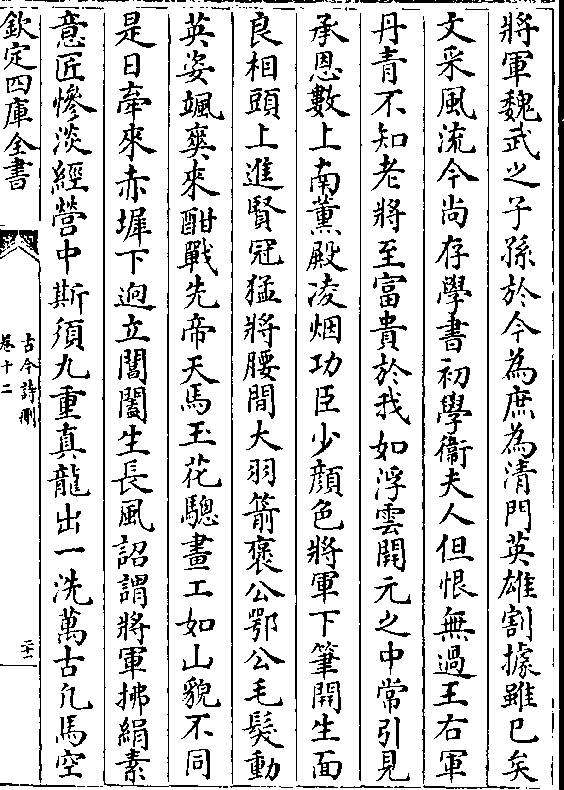 將軍魏武之子孫於今為庶為清門英雄割據雖已矣
文采風流今尚存學書初學衛夫人但恨無過王右軍
丹青不知老將至富貴於我如浮雲開元之中常引見
承恩數上南薰殿凌烟功臣少顔色將軍下筆開生面
良相頭上進賢冠猛將腰間大羽箭褒公鄂公毛髮動
英姿颯爽來酣戰先帝天馬玉花驄畫工如山貌不同
是日牽來赤墀下逈立閶闔生長風詔謂將軍拂絹素
意匠慘淡經營中斯須九重真龍出一洗萬古凡馬空
欽定四庫全書
古今詩刪
卷十二
二十一